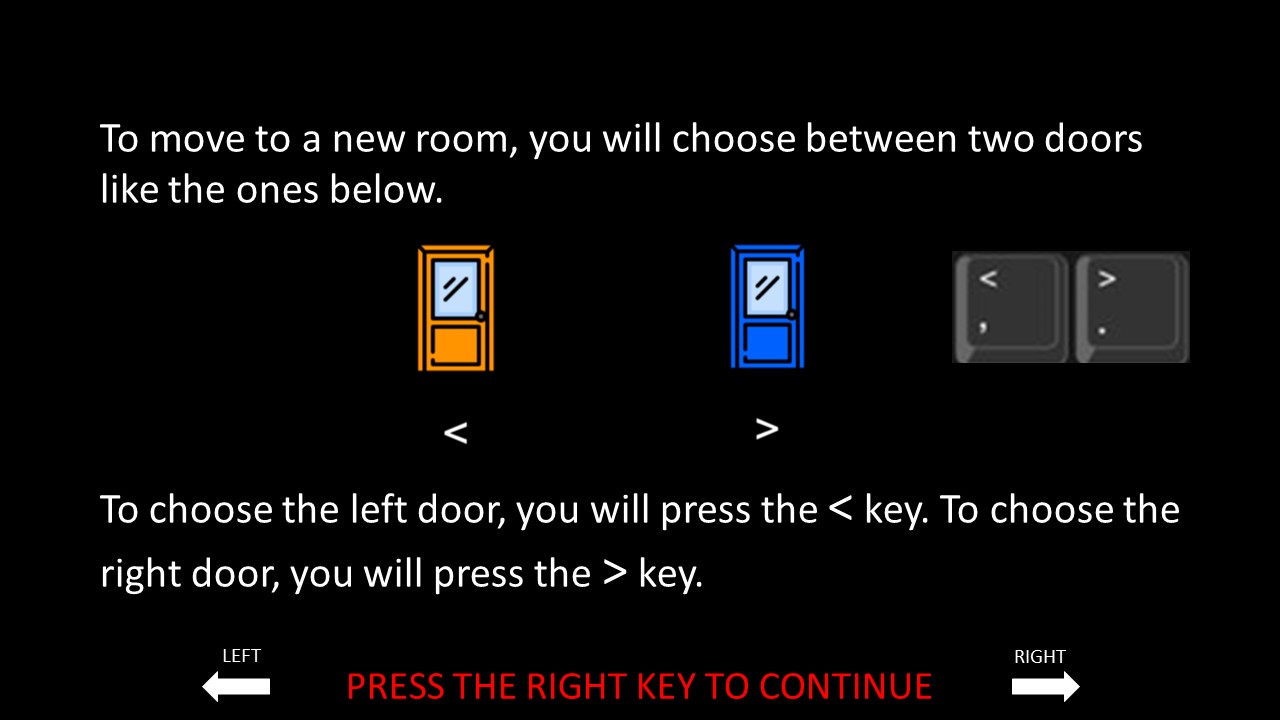 To move to a new room, you will choose between two doors
like the ones below.
< >
, .
< >
To choose the left door, you will press the < key. To choose the
right door, you will press the > key.
LEFT RIGHT
PRESS THE RIGHT KEY TO CONTINUE